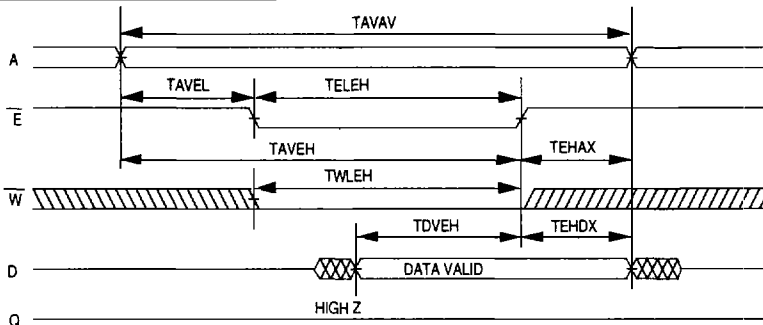 TAVAV
A
TAVEL TELEH
E
TAVEH TEHAX
TWLEH
W
TDVEH TEHDX
D DATA VALID
HIGH Z
Q